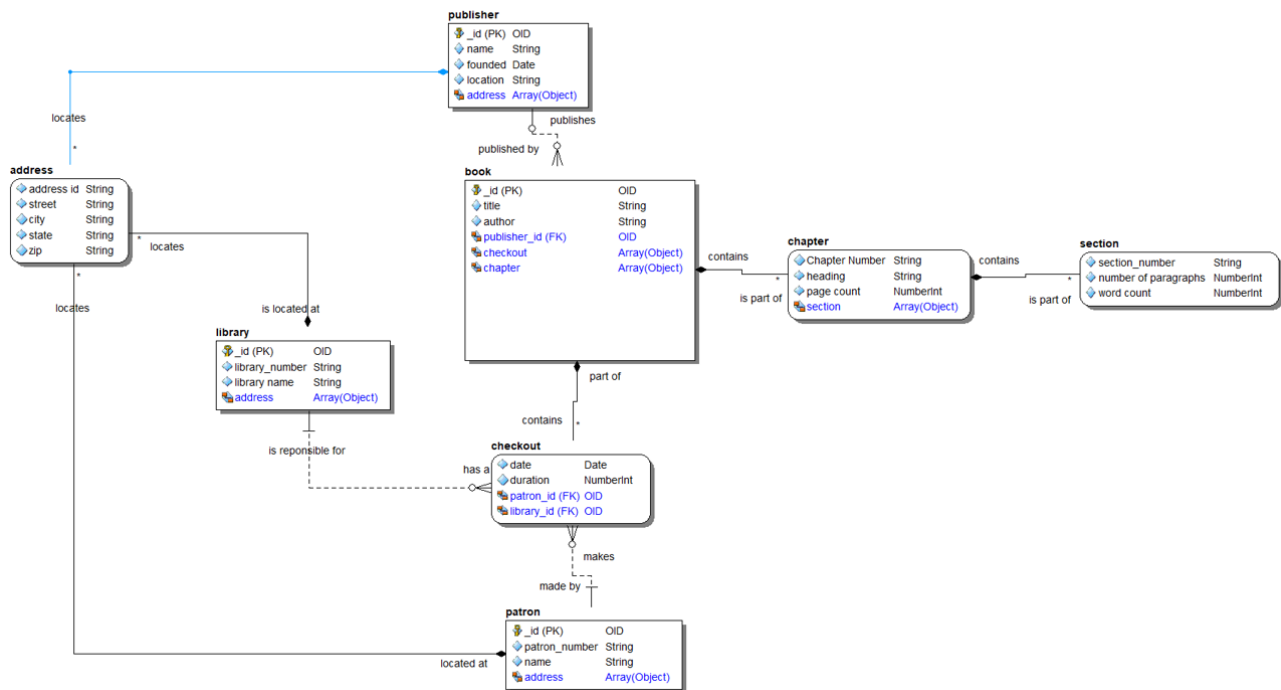 publisher
_id (PK) OID
name String
founded Date
location String
address Array(Object)
locates
*
publishes
published by
address
address id String
street String
city String
state String
zip String
* locates
*
locates
book
_id (PK) OID
title String
author String
publisher_id (FK) OID
checkout Array(Object)
chapter Array(Object)
contains
*
is part of
chapter
Chapter Number String
heading String
page count NumberInt
section Array(Object)
contains
*
is part of
section
section_number String
number of paragraphs NumberInt
word count NumberInt
is located at
library
_id (PK) OID
library_number String
library name String
address Array(Object)
is reponsible for
has a
part of
contains
*
checkout
date Date
duration NumberInt
patron_id (FK) OID
library_id (FK) OID
makes
made by
patron
_id (PK) OID
patron_number String
name String
address Array(Object)
located at